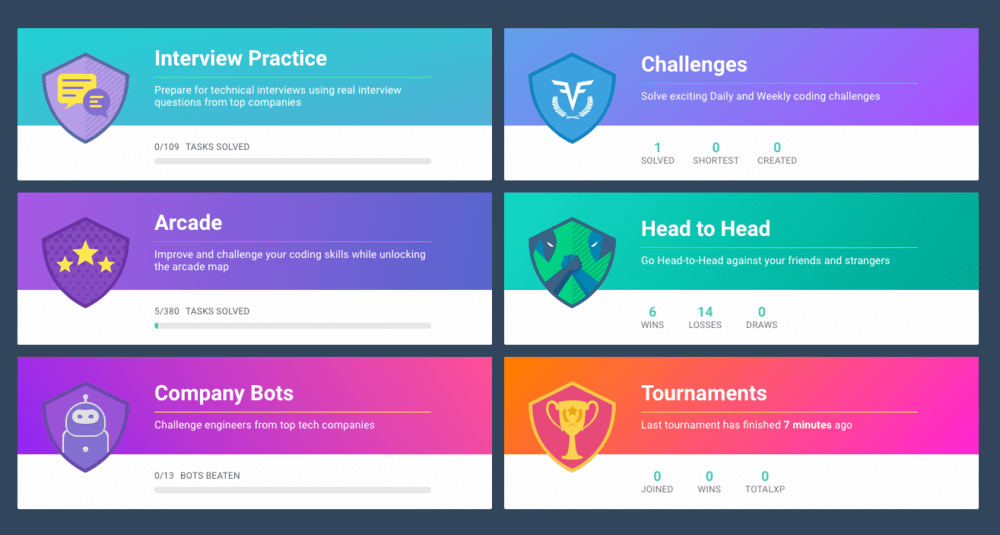 Interview Practice
Prepare for technical interviews using real interview
questions from top companies
0/109 TASKS SOLVED
Challenges
Solve exciting Daily and Weekly coding challenges
1 0 0
SOLVED SHORTEST CREATED
Arcade
Improve and challenge your coding skills while unlocking
the arcade map
5/380 TASKS SOLVED
Head to Head
Go Head-to-Head against your friends and strangers
6 14 0
WINS LOSSES DRAWS
Company Bots
Challenge engineers from top tech companies
0/13 BOTS BEATEN
Tournaments
Last tournament has finished 7 minutes ago
0 0 0
JOINED WINS TOTALXP